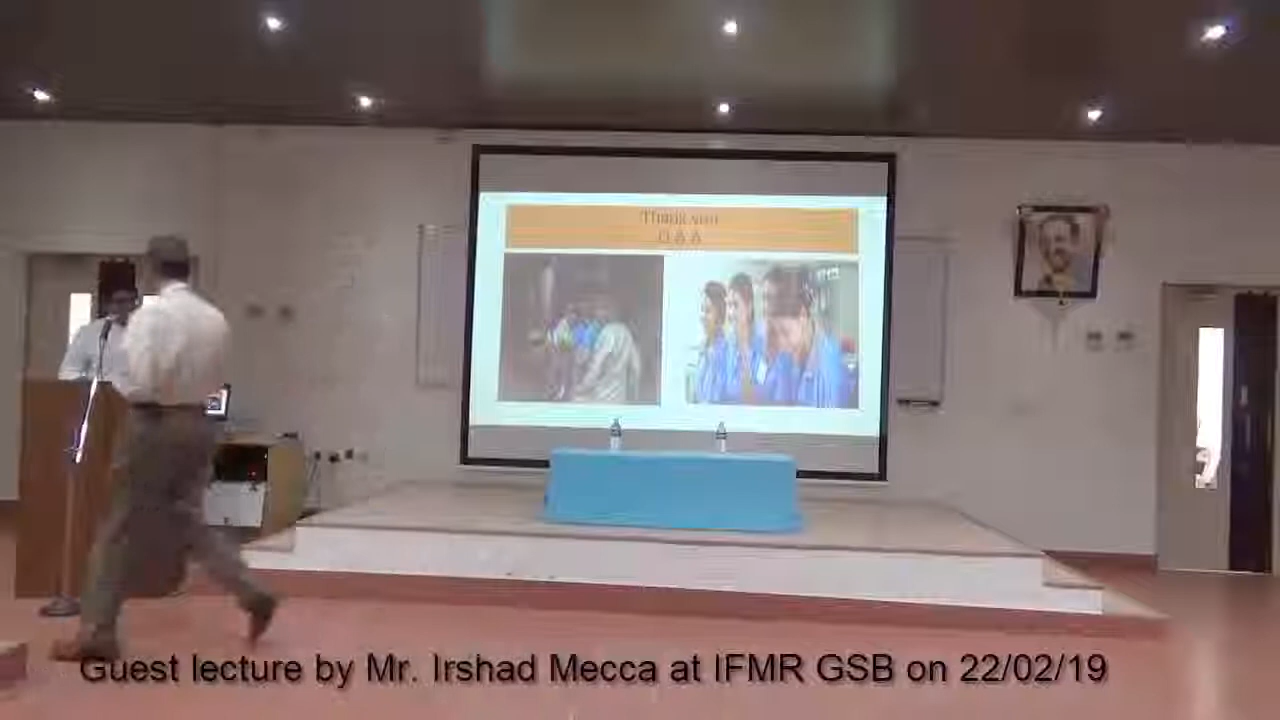 Thank you
Q & A
Guest lecture by Mr. Irshad Mecca at IFMR GSB on 22/02/19